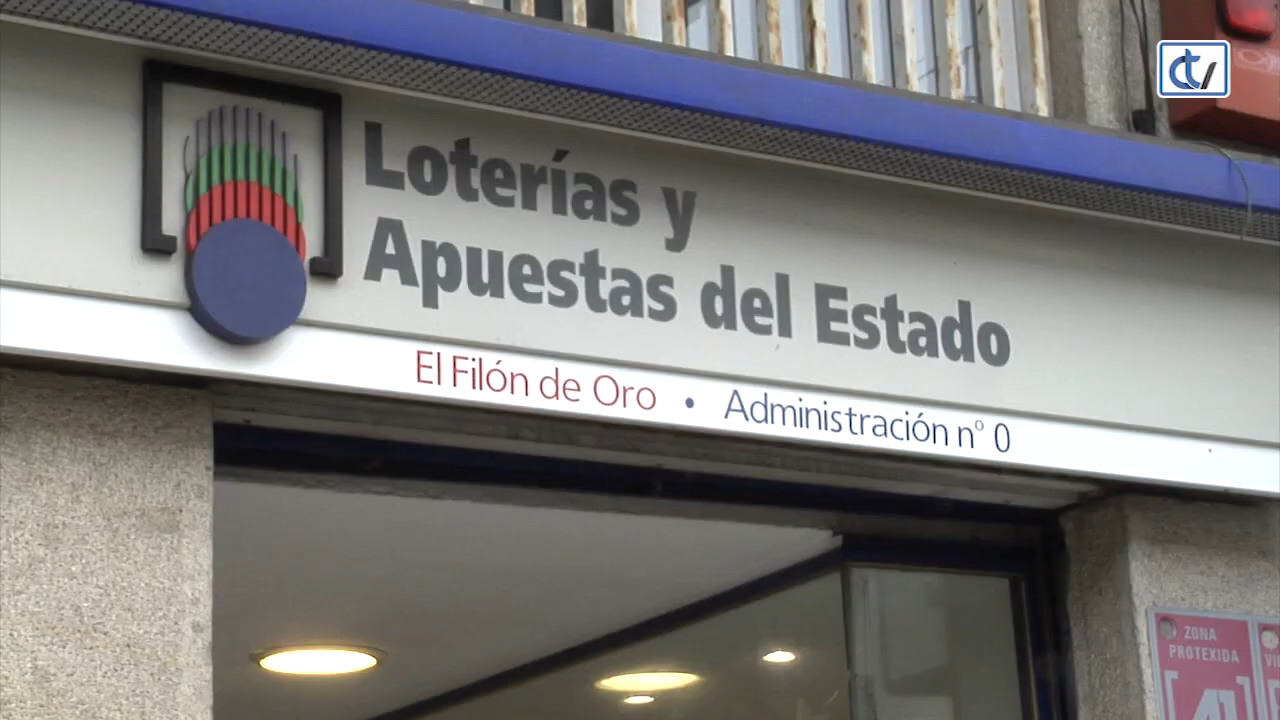 Loterías y
Apuestas del Estado
El Filón de Oro • Administración nº 0
ZONA
PROTEXIDA